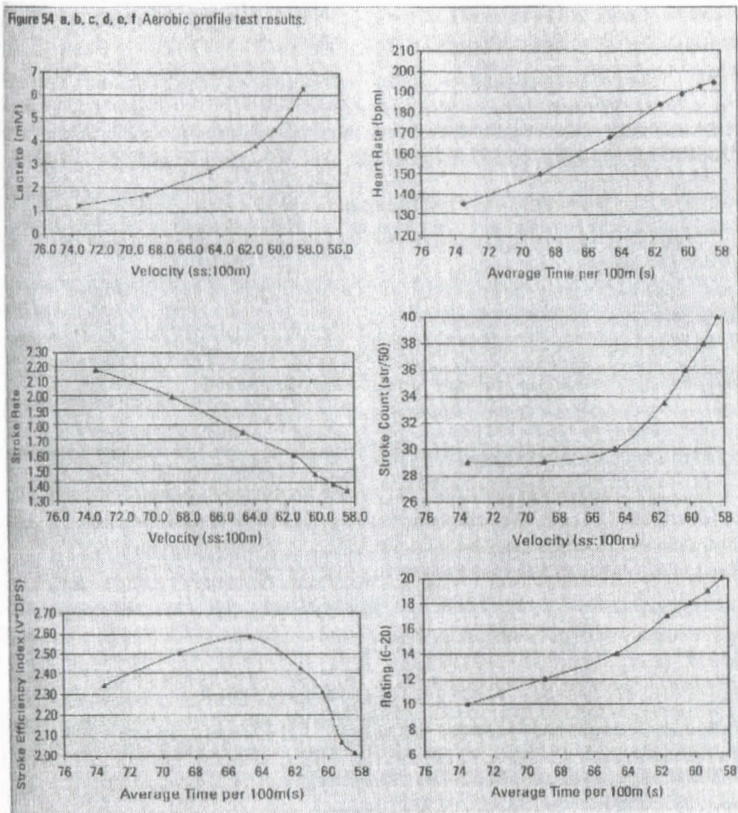 Figure 54 a, b, c, d, e, f Aerobic profile test results.
7
6
5
4
3
2
1
0
Lactate (mM)
76.0 74.0 72.0 70.0 68.0 66.0 64.0 62.0 60.0 58.0 56.0
Velocity (ss:100m)
210
200
190
180
170
160
150
140
130
120
Heart Rate (bpm)
76 74 72 70 68 66 64 62 60 58
Average Time per 100m (s)
2.30
2.20
2.10
2.00
1.90
1.80
1.70
1.60
1.50
1.40
1.30
Stroke Rate
76.0 74.0 72.0 70.0 68.0 66.0 64.0 62.0 60.0 58.0
Velocity (ss:100m)
40
38
36
34
32
30
28
26
Stroke Count (str/50)
76 74 72 70 68 66 64 62 60 58
Velocity (ss:100m)
2.70
2.60
2.50
2.40
2.30
2.20
2.10
2.00
Stroke Efficiency Index (V*DPS)
76 74 72 70 68 66 64 62 60 58
Average Time per 100m(s)
20
18
16
14
12
10
8
6
Rating (6-20)
76 74 72 70 68 66 64 62 60 58
Average Time per 100m (s)